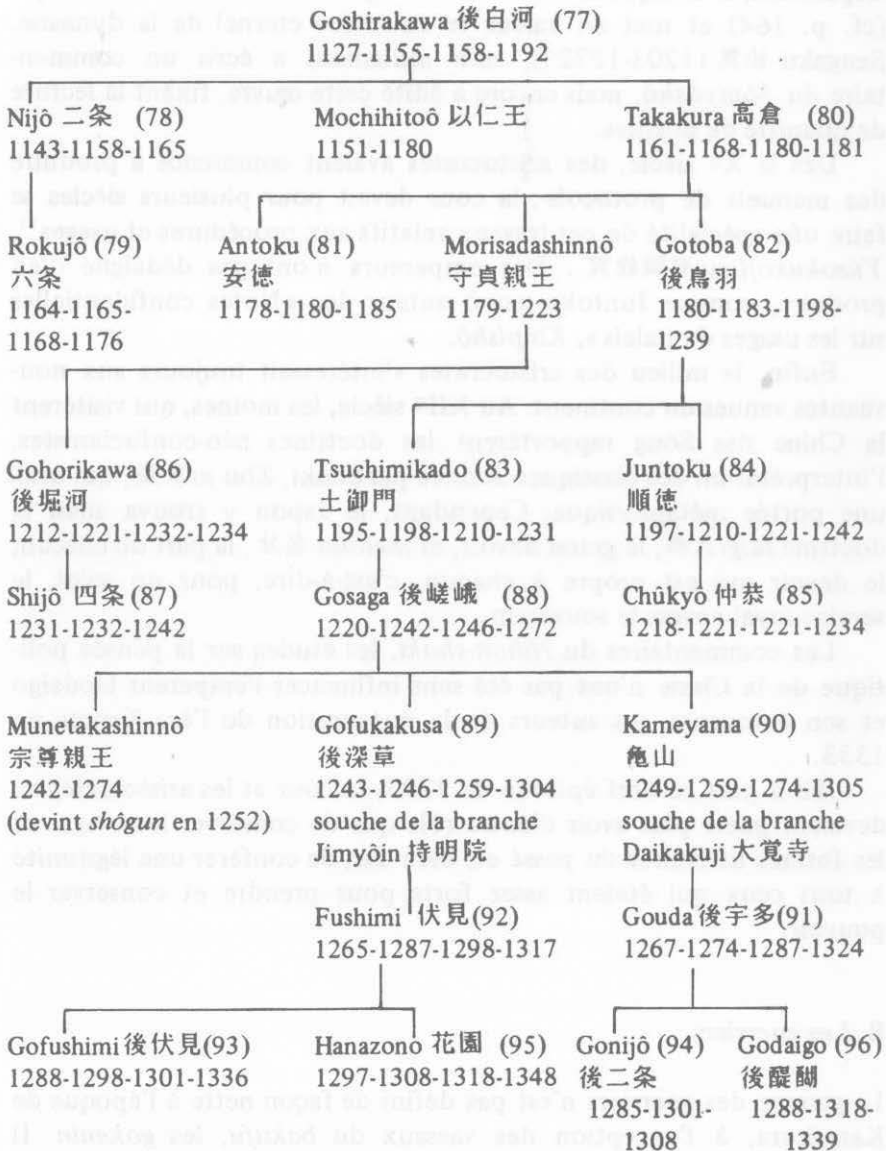 Goshirakawa 後白河 (77)
1127-1155-1158-1192
Nijô 二条 (78)
1143-1158-1165
Mochihitoô 以仁王
1151-1180
Takakura 高倉 (80)
1161-1168-1180-1181
Rokujô (79)
六条
1164-1165-
1168-1176
Antoku (81)
安徳
1178-1180-1185
Morisadashinnô
守貞親王
1179-1223
Gotoba (82)
後鳥羽
1180-1183-1198-
1239
Gohorikawa (86)
後堀河
1212-1221-1232-1234
Tsuchimikado (83)
土御門
1195-1198-1210-1231
Juntoku (84)
順徳
1197-1210-1221-1242
Shijô 四条 (87)
1231-1232-1242
Gosaga 後嵯峨 (88)
1220-1242-1246-1272
Chûkyô 仲恭 (85)
1218-1221-1221-1234
Munetakashinnô
宗尊親王
1242-1274
(devint shôgun en 1252)
Gofukakusa (89)
後深草
1243-1246-1259-1304
souche de la branche
Jimyôin 持明院
Kameyama (90)
亀山
1249-1259-1274-1305
souche de la branche
Daikakuji 大覚寺
Fushimi 伏見 (92)
1265-1287-1298-1317
Gouda 後宇多(91)
1267-1274-1287-1324
Gofushimi 後伏見(93)
1288-1298-1301-1336
Hanazono 花園 (95)
1297-1308-1318-1348
Gonijô (94)
後二条
1285-1301-
1308
Godaigo (96)
後醍醐
1288-1318-
1339